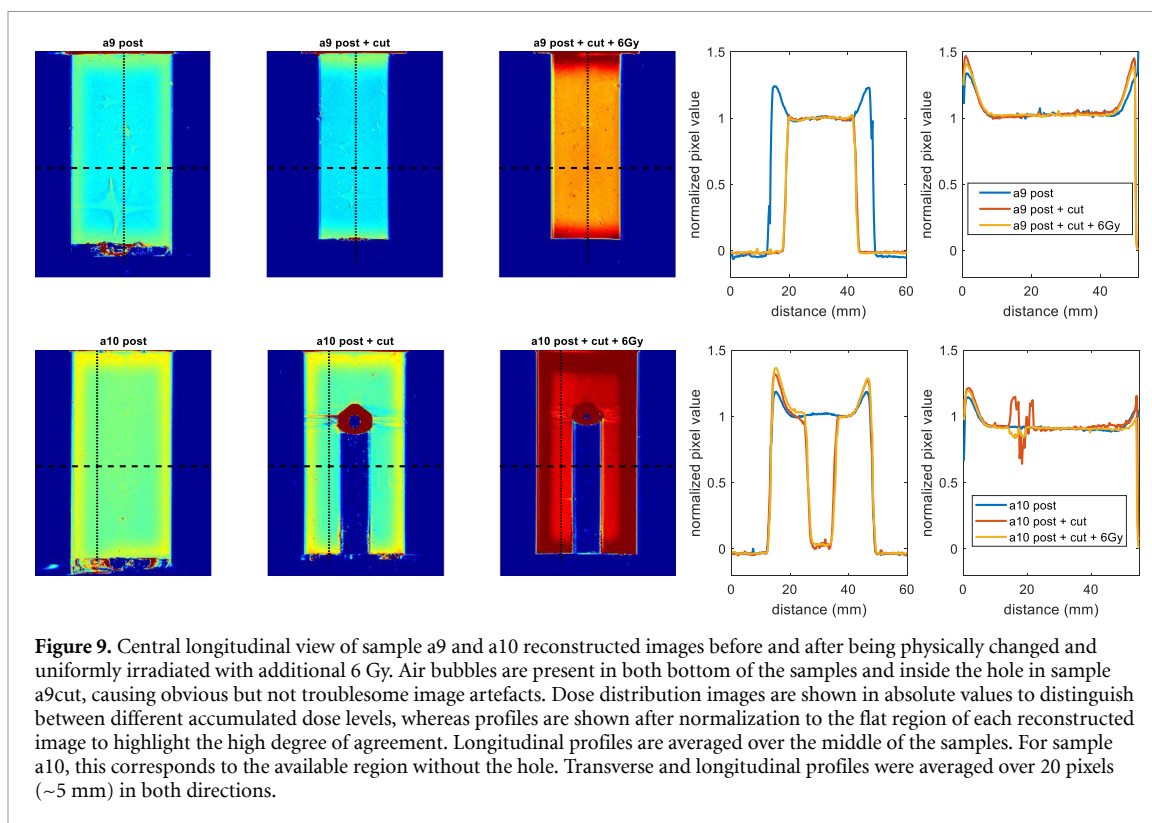 a9 post
a9 post + cut
a9 post + cut + 6Gy
normalized pixel value
1.5
1
0.5
0
0 20 40 60
distance (mm)
normalized pixel value
1.5
1
0.5
0
a9 post
a9 post + cut
a9 post + cut + 6Gy
0 20 40
distance (mm)
a10 post
a10 post + cut
a10 post + cut + 6Gy
normalized pixel value
1.5
1
0.5
0
0 20 40 60
distance (mm)
normalized pixel value
1.5
1
0.5
0
a10 post
a10 post + cut
a10 post + cut + 6Gy
0 20 40
distance (mm)
Figure 9. Central longitudinal view of sample a9 and a10 reconstructed images before and after being physically changed and
uniformly irradiated with additional 6 Gy. Air bubbles are present in both bottom of the samples and inside the hole in sample
a9cut, causing obvious but not troublesome image artefacts. Dose distribution images are shown in absolute values to distinguish
between different accumulated dose levels, whereas profiles are shown after normalization to the flat region of each reconstructed
image to highlight the high degree of agreement. Longitudinal profiles are averaged over the middle of the samples. For sample
a10, this corresponds to the available region without the hole. Transverse and longitudinal profiles were averaged over 20 pixels
(~5 mm) in both directions.